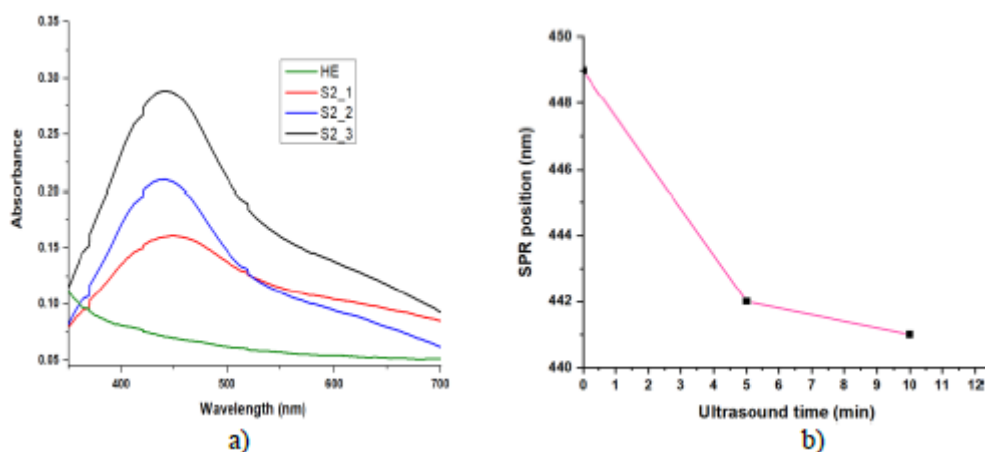 0.35
0.30
0.25
0.20
0.15
0.10
0.05
Absorbance
HE
S2_1
S2_2
S2_3
400 500 600 700
Wavelength (nm)
a)
450
448
446
444
442
440
SPR position (nm)
0 1 2 3 4 5 6 7 8 9 10 11 12
Ultrasound time (min)
b)